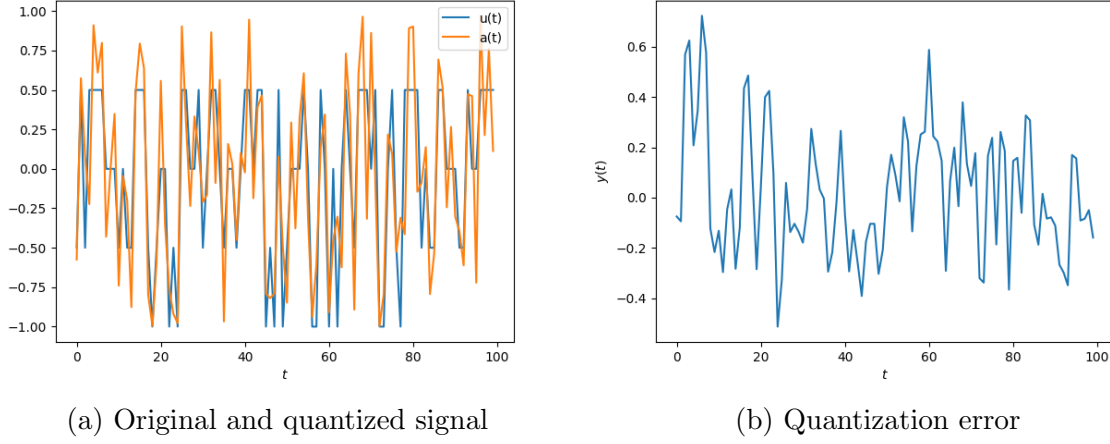 1.00
0.75
0.50
0.25
0.00
−0.25
−0.50
−0.75
−1.00
u(t)
a(t)
0 20 40 60 80 100
t
(a) Original and quantized signal
0.6
0.4
0.2
0.0
−0.2
−0.4
y(t)
0 20 40 60 80 100
t
(b) Quantization error